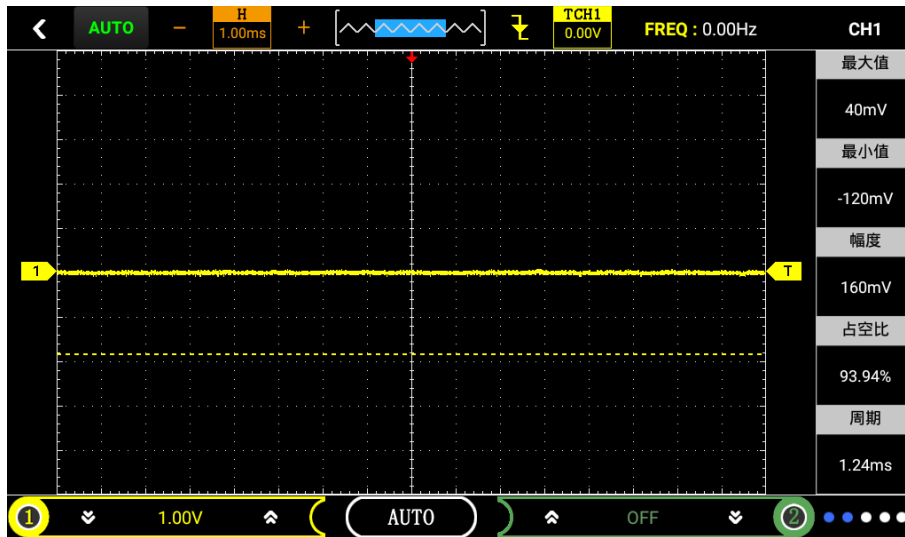 AUTO
H
1.00ms
TCH1
0.00V
FREQ : 0.00Hz
CH1
最大值
40mV
最小值
-120mV
幅度
160mV
占空比
93.94%
周期
1.24ms
1
T
1
1.00V
AUTO
OFF
2